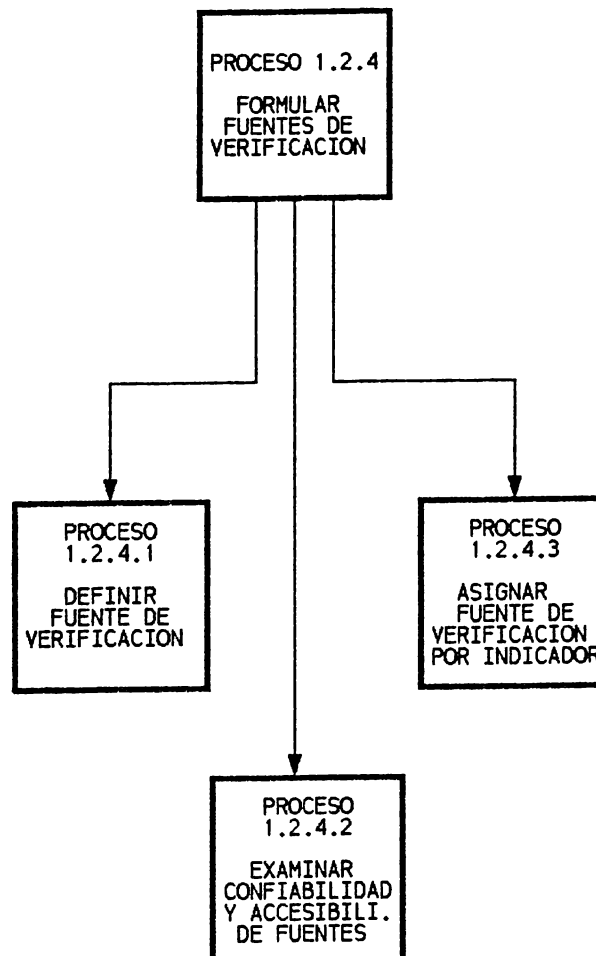 PROCESO 1.2.4
FORMULAR
FUENTES DE
VERIFICACION
PROCESO
1.2.4.1
DEFINIR
FUENTE DE
VERIFICACION
PROCESO
1.2.4.3
ASIGNAR
FUENTE DE
VERIFICACION
POR INDICADOR
PROCESO
1.2.4.2
EXAMINAR
CONFIABILIDAD
Y ACCESIBILI.
DE FUENTES